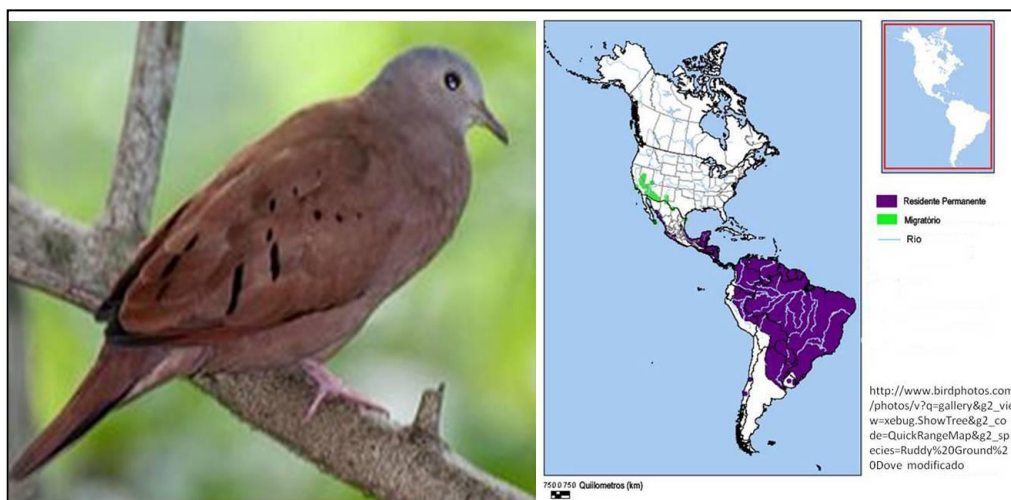 Residente Permanente
Migratório
Rio
http://www.birdphotos.com
/photos/v?q=gallery&g2_vie
w=xebug.ShowTree&g2_co
de=QuickRangeMap&g2_sp
ecies=Ruddy%20Ground%2
0Dove modificado
750 0 750 Quilometros (km)